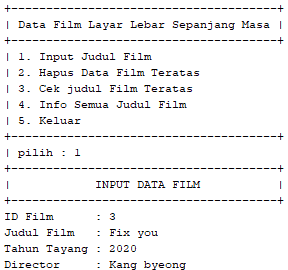 +---------------------------------------+
| Data Film Layar Lebar Sepanjang Masa |
+---------------------------------------+
| 1. Input Judul Film
| 2. Hapus Data Film Teratas
| 3. Cek judul Film Teratas
| 4. Info Semua Judul Film
| 5. Keluar
+---------------------------------------+
| pilih : 1
+---------------------------------------+
| INPUT DATA FILM |
+---------------------------------------+
ID Film : 3
Judul Film : Fix you
Tahun Tayang : 2020
Director : Kang byeong